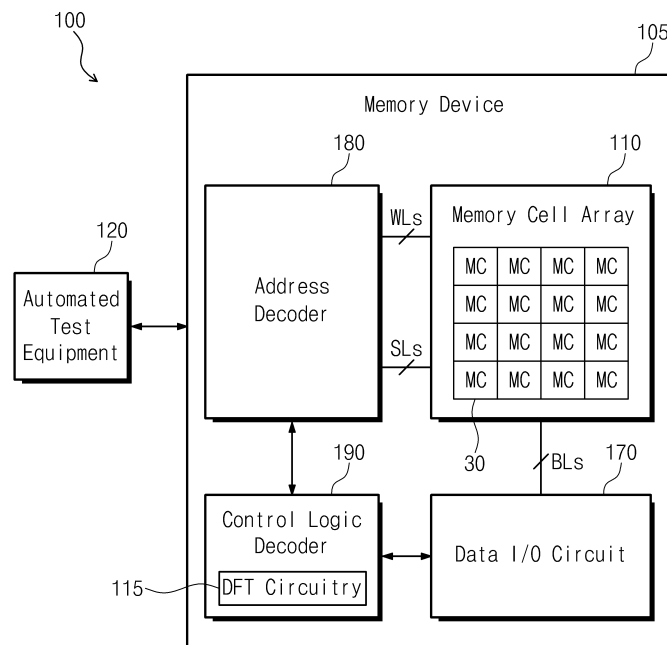 100
105
Memory Device
180
110
120
Automated
Test
Equipment
Address
Decoder
WLs
SLs
Memory Cell Array
MC MC MC MC
MC MC MC MC
MC MC MC MC
MC MC MC MC
30
BLs
190
170
Control Logic
Decoder
115
DFT Circuitry
Data I/O Circuit